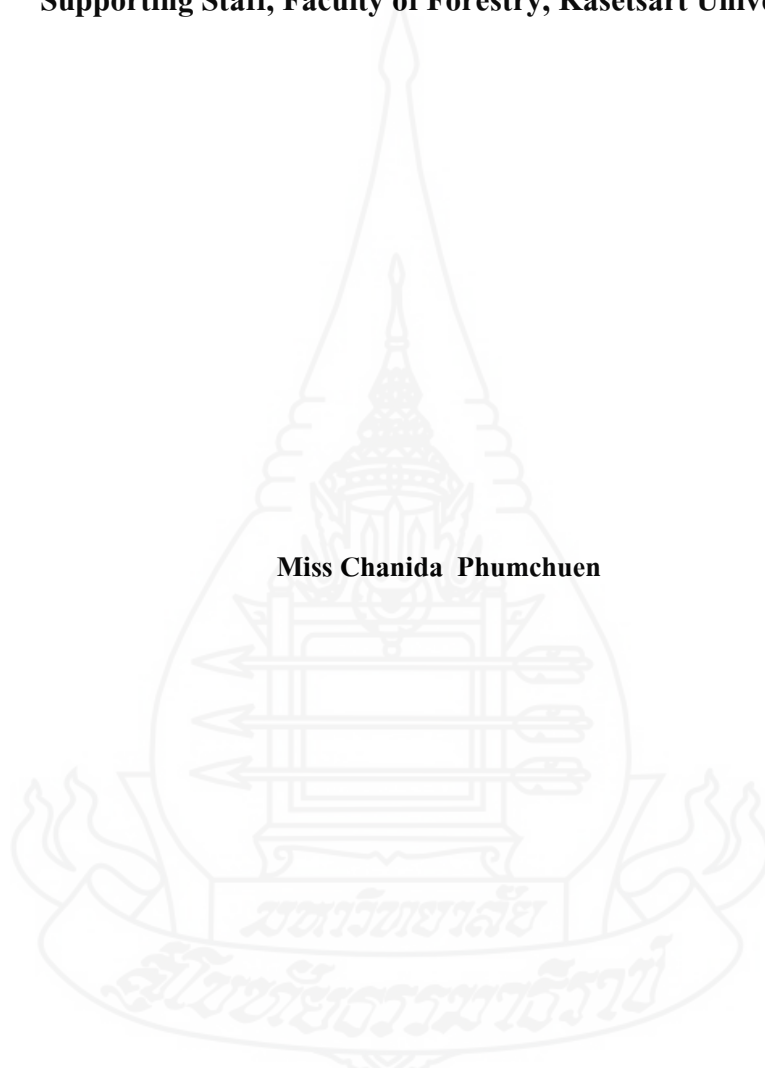 Supporting Staff, Faculty of Forestry, Kasetsart Unive
Miss Chanida Phumchuen
มหาวิทยาลัย
สุโขทัยธรรมาธิราช